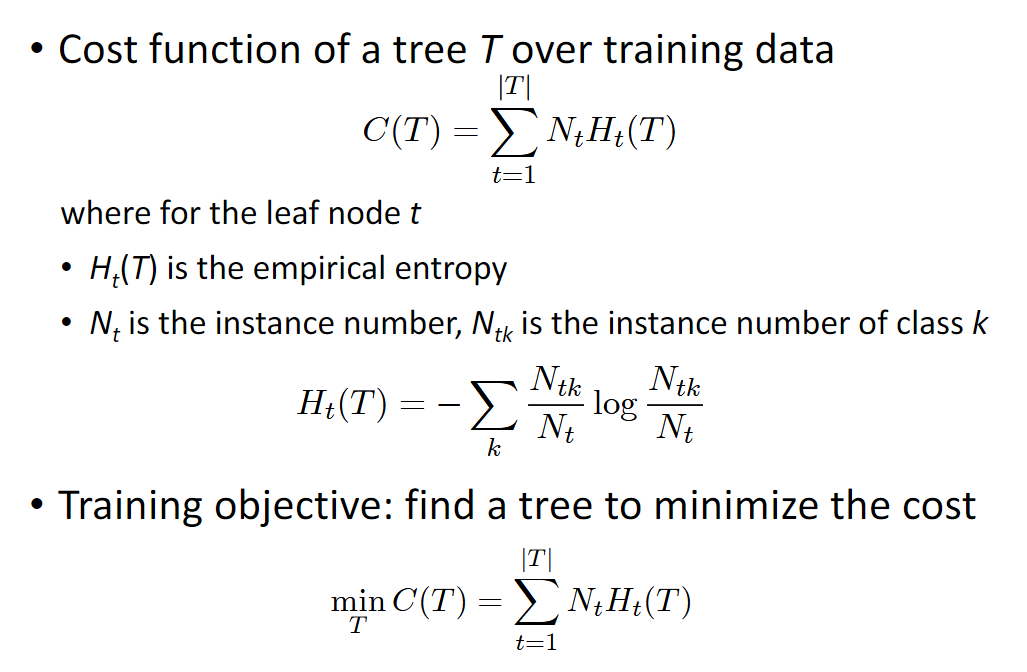 • Cost function of a tree T over training data
C(T) = \sum_{t=1}^{|T|} N_t H_t(T)
where for the leaf node t
• H_t(T) is the empirical entropy
• N_t is the instance number, N_{tk} is the instance number of class k
H_t(T) = -\sum_k \frac{N_{tk}}{N_t} \log \frac{N_{tk}}{N_t}
• Training objective: find a tree to minimize the cost
\min_T C(T) = \sum_{t=1}^{|T|} N_t H_t(T)